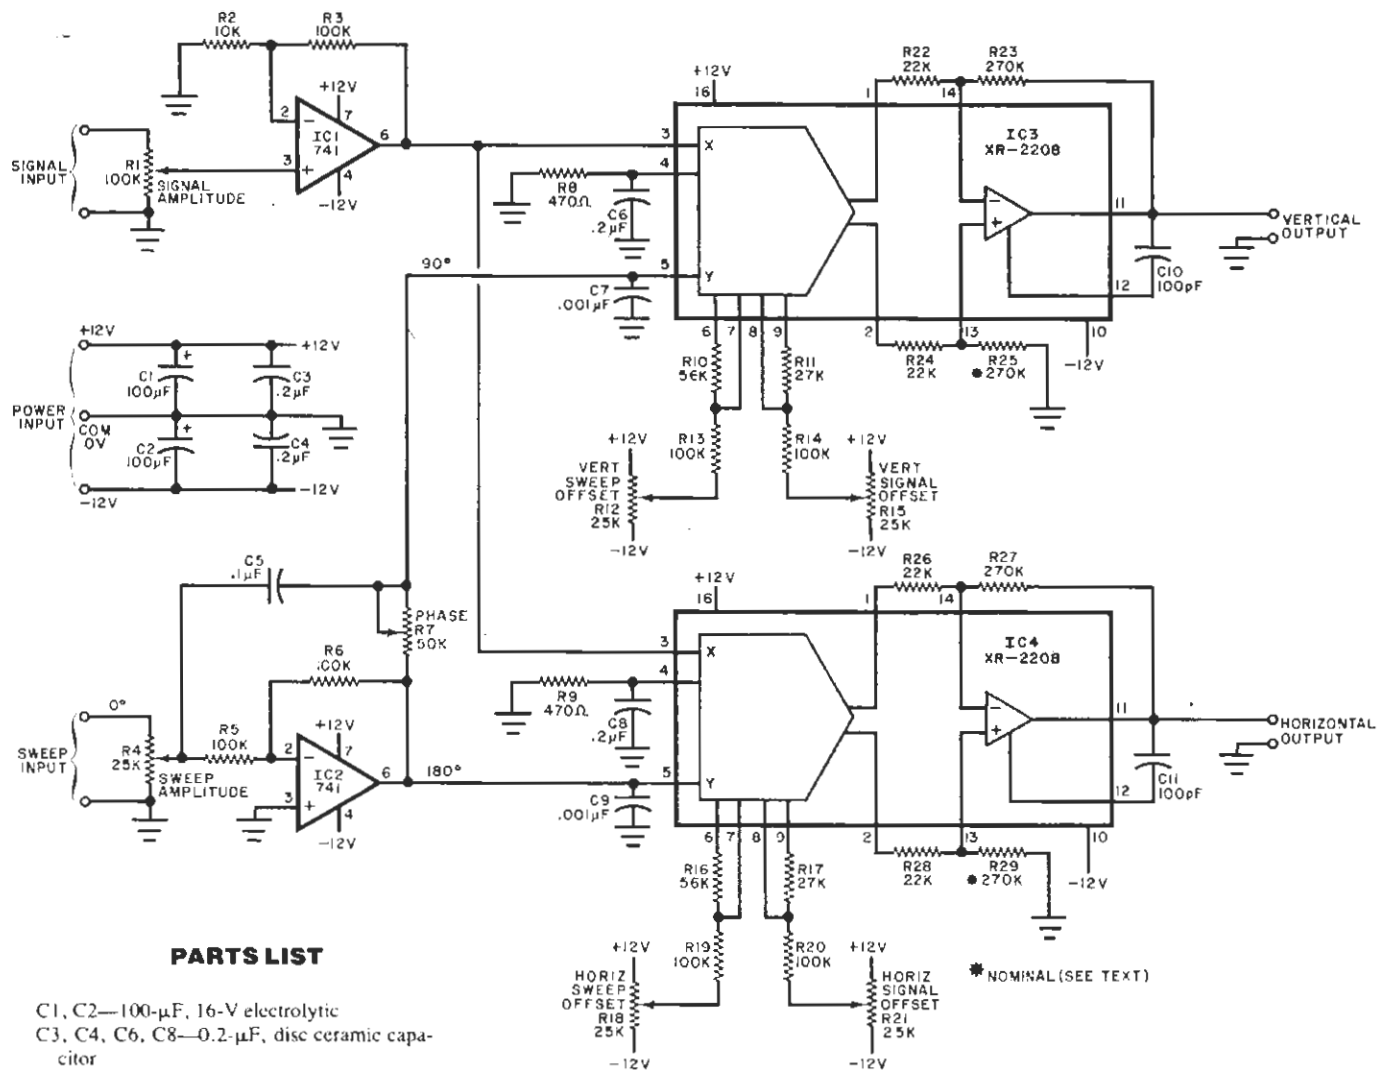 R2
10K
R3
100K
+12V
2
−
7
IC1
741
6
3
+
4
−12V
SIGNAL
INPUT
R1
100K
SIGNAL
AMPLITUDE
+12V
16
3
X
4
R8
470Ω
C6
.2µF
90°
5
Y
C7
.001µF
1
R22
22K
14
R23
270K
IC3
XR-2208
−
+
11
VERTICAL
OUTPUT
C10
100pF
12
6
7
8
9
2
13
10
−12V
R24
22K
R25
● 270K
R10
56K
R11
27K
R13
100K
R14
100K
+12V
VERT
SWEEP
OFFSET
R12
25K
−12V
+12V
VERT
SIGNAL
OFFSET
R15
25K
−12V
+12V
+12V
+
C1
100µF
C3
.2µF
POWER
INPUT
COM
0V
+
C2
100µF
C4
.2µF
−12V
−12V
C5
.1µF
PHASE
R7
50K
R6
100K
0°
SWEEP
INPUT
R4
25K
SWEEP
AMPLITUDE
R5
100K
+12V
2
−
7
IC2
741
6
3
+
4
−12V
180°
+12V
16
3
X
4
R9
470Ω
C8
.2µF
5
Y
C9
.001µF
1
R26
22K
14
R27
270K
IC4
XR-2208
−
+
11
HORIZONTAL
OUTPUT
C11
100pF
12
6
7
8
9
2
13
10
−12V
R28
22K
R29
● 270K
R16
56K
R17
27K
R19
100K
R20
100K
+12V
HORIZ
SWEEP
OFFSET
R18
25K
−12V
+12V
HORIZ
SIGNAL
OFFSET
R21
25K
−12V
✱ NOMINAL (SEE TEXT)
PARTS LIST
C1, C2—100-µF, 16-V electrolytic
C3, C4, C6, C8—0.2-µF, disc ceramic capa-
citor